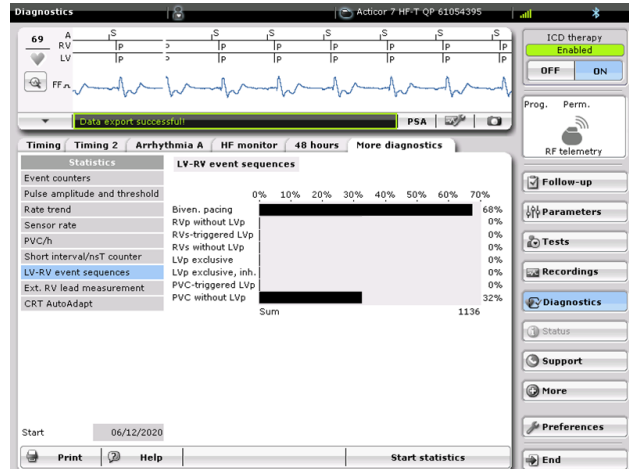 Diagnostics
Acticor 7 HF-T QP 61054395
69
A
RV
LV
S S S S S
P P P P P P
P P P P P P
FF
Data export successful!
PSA
Timing
Timing 2
Arrhythmia A
HF monitor
48 hours
More diagnostics
Statistics
Event counters
Pulse amplitude and threshold
Rate trend
Sensor rate
PVC/h
Short interval/nsT counter
LV-RV event sequences
Ext. RV lead measurement
CRT AutoAdapt
LV-RV event sequences
0% 10% 20% 30% 40% 50% 60% 70%
Biven. pacing 68%
RVp without LVp 0%
RVs-triggered LVp 0%
RVs without LVp 0%
LVp exclusive 0%
LVp exclusive, inh. 0%
PVC-triggered LVp 0%
PVC without LVp 32%
Sum 1136
Start 06/12/2020
Print
Help
Start statistics
ICD therapy
Enabled
OFF ON
Prog. Perm.
RF telemetry
Follow-up
Parameters
Tests
Recordings
Diagnostics
Status
Support
More
Preferences
End